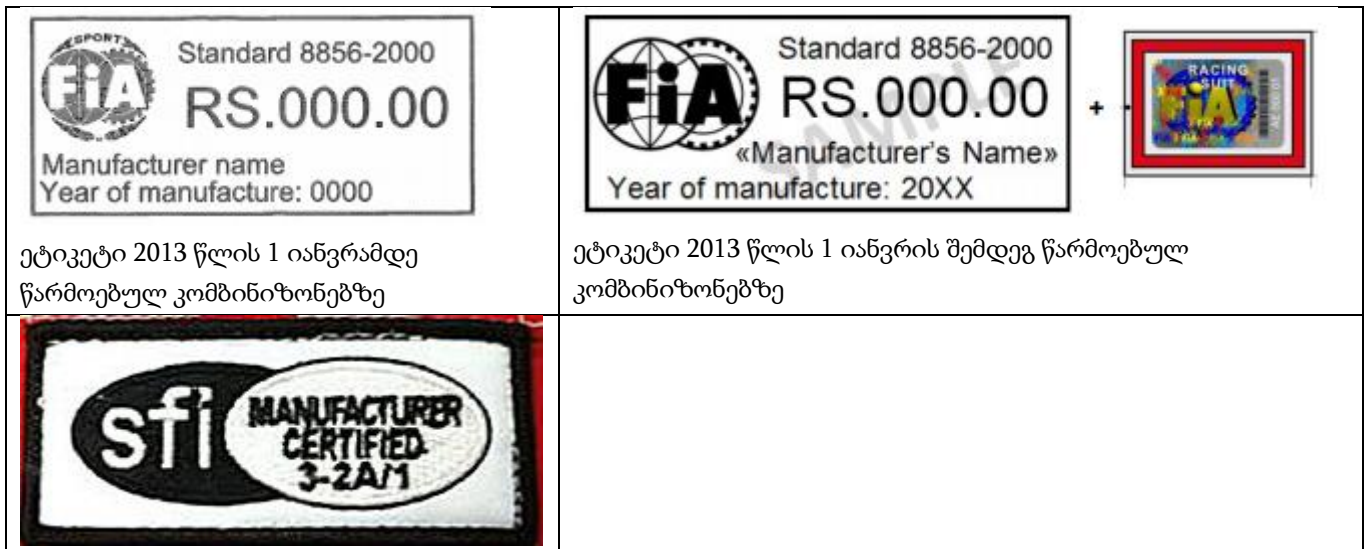 SPORT
FiA
Standard 8856-2000
RS.000.00
Manufacturer name
Year of manufacture: 0000
ეტიკეტი 2013 წლის 1 იანვრამდე
წარმოებულ კომბინიზონებზე
FiA
Standard 8856-2000
RS.000.00
«Manufacturer's Name»
Year of manufacture: 20XX
SAMPLE
+
RACING
SUIT
FiA
ეტიკეტი 2013 წლის 1 იანვრის შემდეგ წარმოებულ
კომბინიზონებზე
sfi
MANUFACTURER
CERTIFIED
3-2A/1